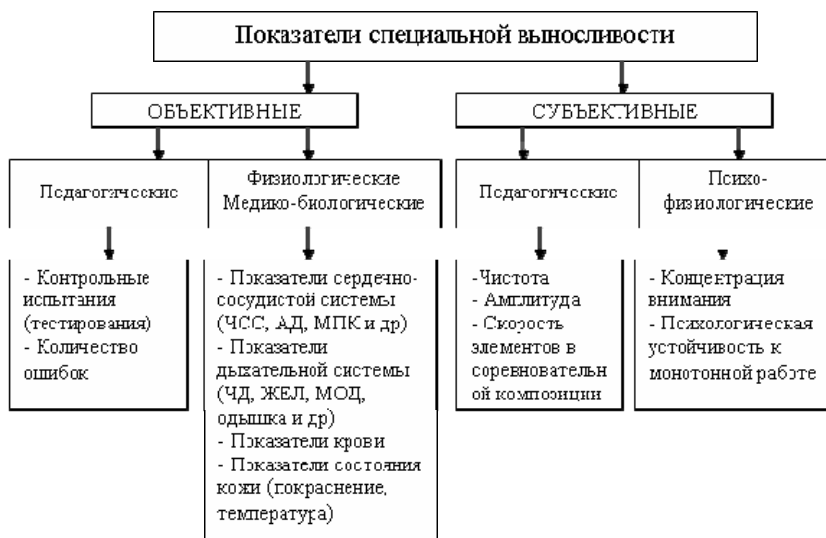 Показатели специальной выносливости
ОБЪЕКТИВНЫЕ
СУБЪЕКТИВНЫЕ
Педагогические
Физиологические
Медико-биологические
Педагогические
Психо-
физиологические
- Контрольные
испытания
(тестирования)
- Количество
ошибок
- Показатели сердечно-
сосудистой системы
(ЧСС, АД, МПК и др)
- Показатели
дыхательной системы
(ЧД, ЖЕЛ, МОД,
одышка и др)
- Показатели крови
- Показатели состояния
кожи (покраснение,
температура)
-Чистота
- Амплитуда
- Скорость
элементов в
соревнователь
ой композиции
- Концентрация
внимания
- Психологическая
устойчивость к
монотонной работе